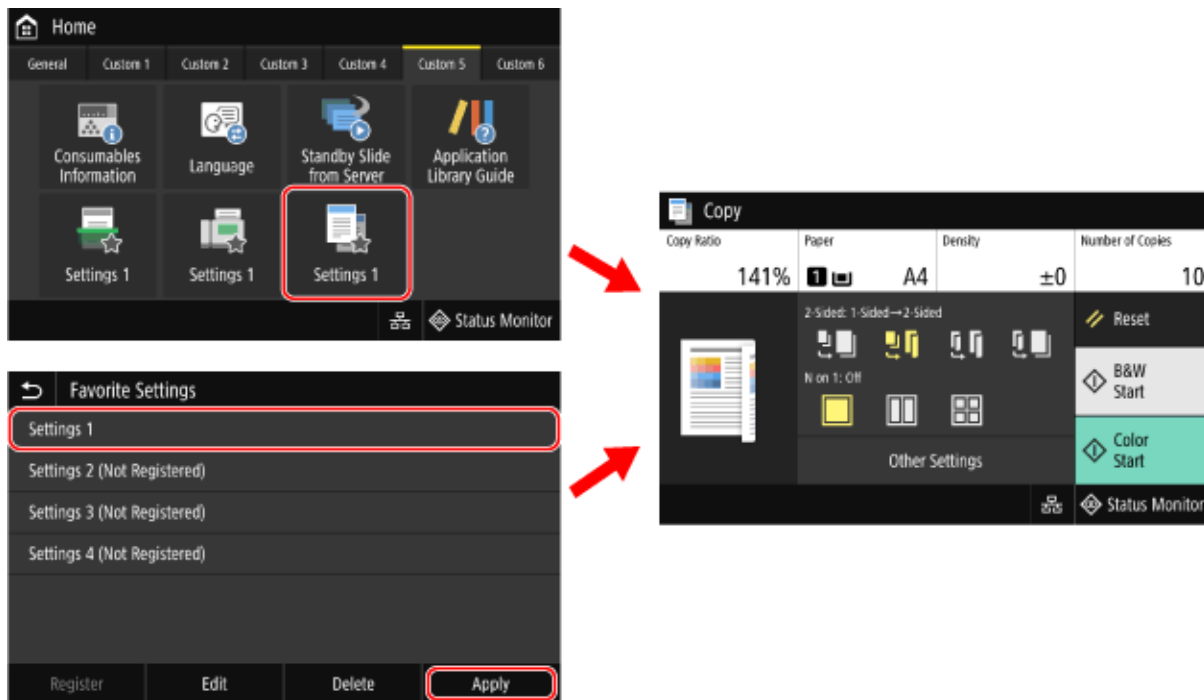 Home
General Custom 1 Custom 2 Custom 3 Custom 4 Custom 5 Custom 6
Consumables
Information
Language
Standby Slide
from Server
Application
Library Guide
Settings 1
Settings 1
Settings 1
Status Monitor
Favorite Settings
Settings 1
Settings 2 (Not Registered)
Settings 3 (Not Registered)
Settings 4 (Not Registered)
Register Edit Delete Apply
Copy
Copy Ratio Paper Density Number of Copies
141% 1 A4 ±0 10
2-Sided: 1-Sided→2-Sided
N on 1: Off
Other Settings
Reset
B&W
Start
Color
Start
Status Monitor